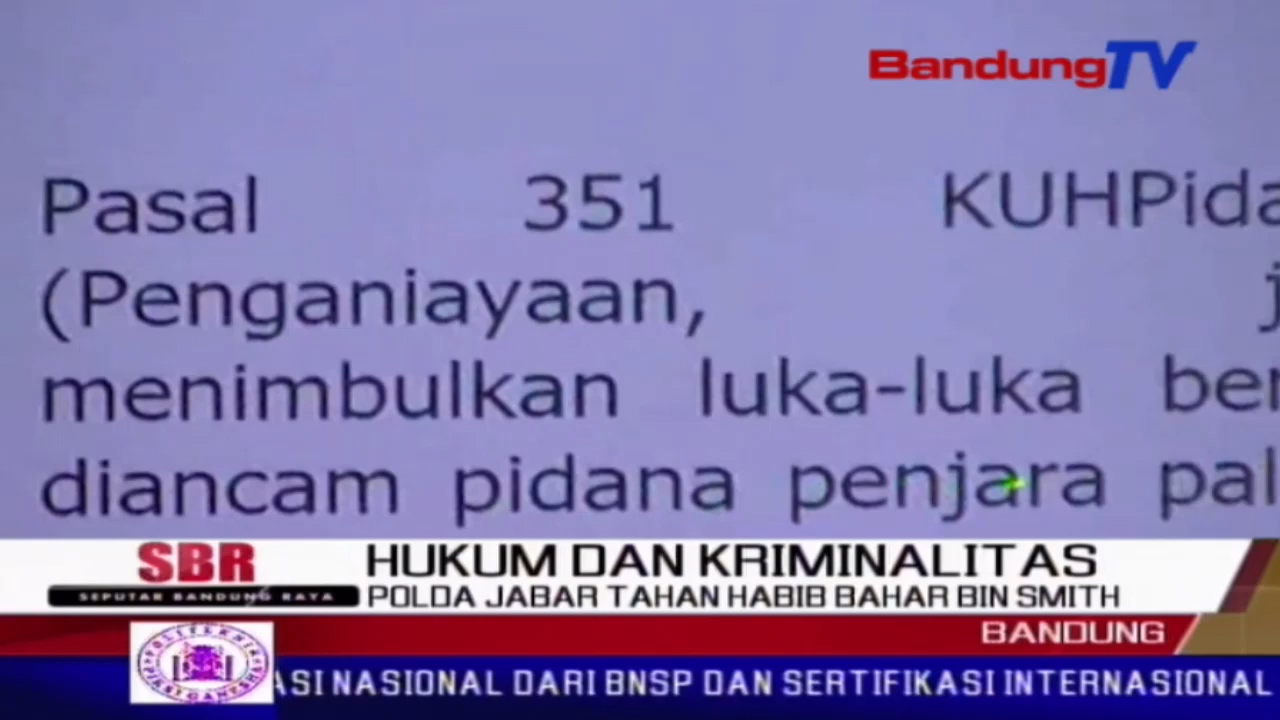 BandungTV
Pasal 351 KUHPida
(Penganiayaan, j
menimbulkan luka-luka ber
diancam pidana penjara pal
SBR
SEPUTAR BANDUNG RAYA
HUKUM DAN KRIMINALITAS
POLDA JABAR TAHAN HABIB BAHAR BIN SMITH
BANDUNG
ASI NASIONAL DARI BNSP DAN SERTIFIKASI INTERNASIONAL